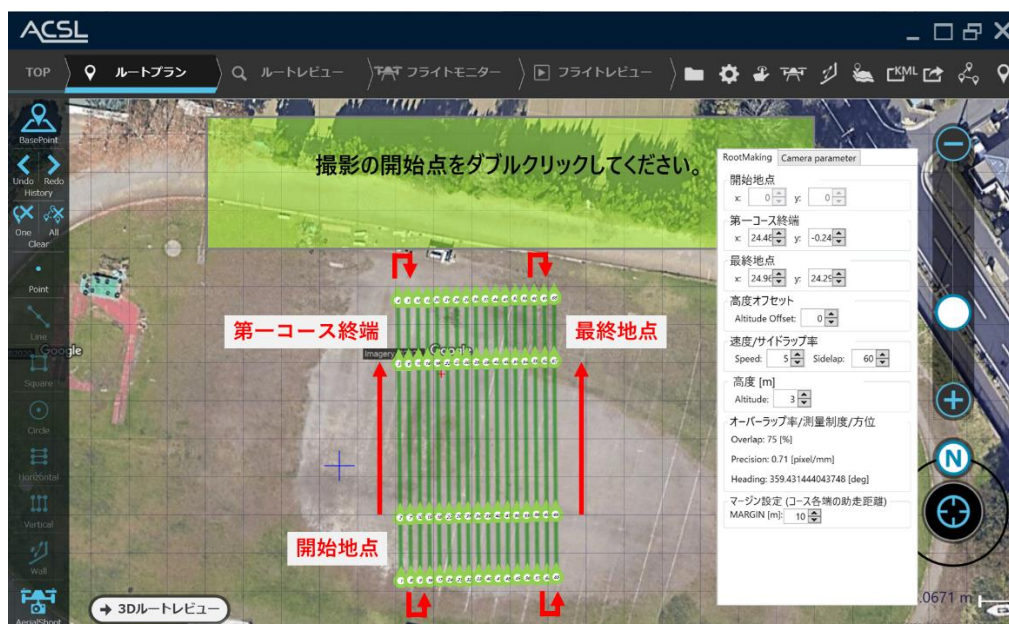 ACSL
TOP ルートプラン ルートレビュー フライトモニター フライトレビュー KML
BasePoint
Undo Redo
History
One All
Clear
Point
Line
Square
Circle
Horizontal
Vertical
Wall
AerialShoot
撮影の開始点をダブルクリックしてください。
第一コース終端
最終地点
開始地点
Google
Imagery
Google
→ 3Dルートレビュー
RootMaking Camera parameter
開始地点
x: 0 y: 0
第一コース終端
x: 24.48 y: -0.24
最終地点
x: 24.96 y: 24.29
高度オフセット
Altitude Offset: 0
速度/サイドラップ率
Speed: 5 Sidelap: 60
高度 [m]
Altitude: 3
オーバーラップ率/測量制度/方位
Overlap: 75 [%]
Precision: 0.71 [pixel/mm]
Heading: 359.431444043748 [deg]
マージン設定 (コース各端の助走距離)
MARGIN [m]: 10
N
.0671 m